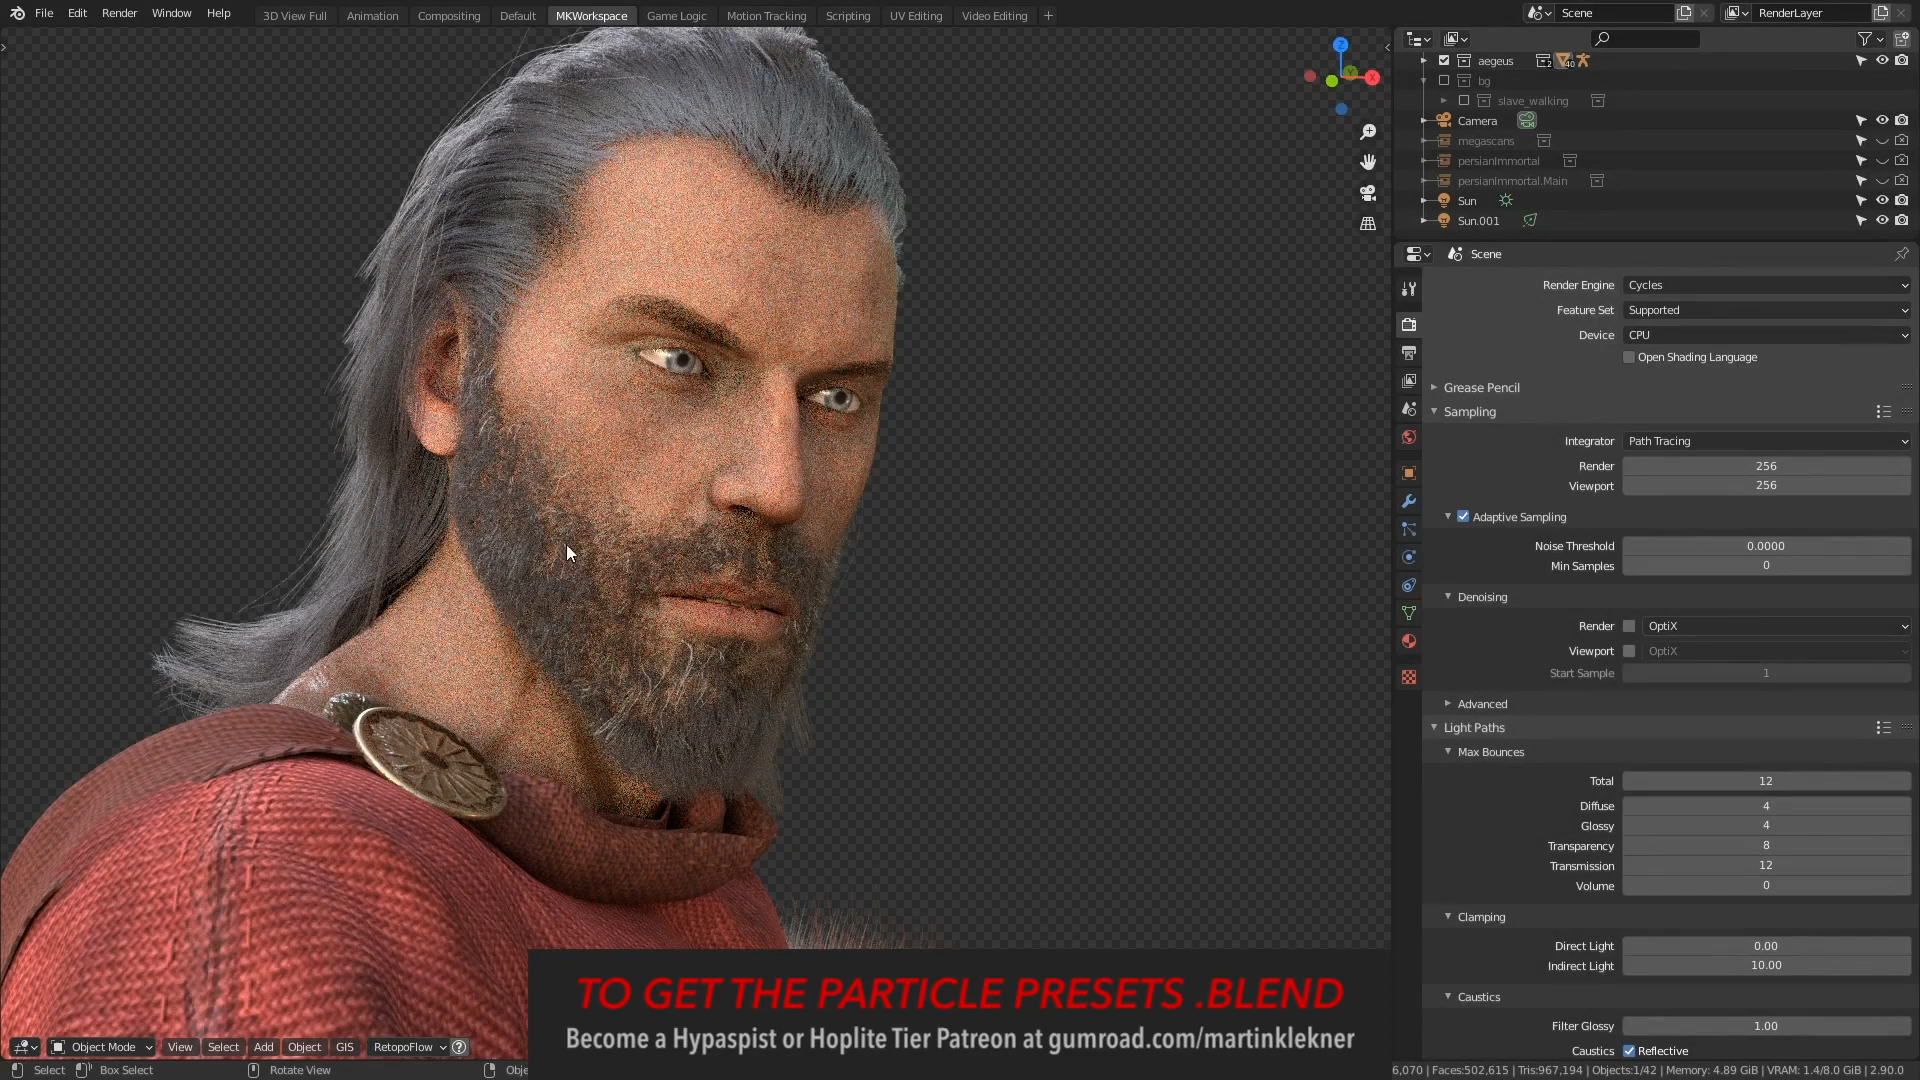 File Edit Render Window Help 3D View Full Animation Compositing Default MKWorkspace Game Logic Motion Tracking Scripting UV Editing Video Editing + Scene RenderLayer
aegeus 2 40
bg
slave_walking
Camera
megascans
persianImmortal
persianImmortal.Main
Sun
Sun.001
Z
Y
X
Scene
Render Engine Cycles
Feature Set Supported
Device CPU
Open Shading Language
Grease Pencil
Sampling
Integrator Path Tracing
Render 256
Viewport 256
Adaptive Sampling
Noise Threshold 0.0000
Min Samples 0
Denoising
Render OptiX
Viewport OptiX
Start Sample 1
Advanced
Light Paths
Max Bounces
Total 12
Diffuse 4
Glossy 4
Transparency 8
Transmission 12
Volume 0
Clamping
Direct Light 0.00
Indirect Light 10.00
Caustics
Filter Glossy 1.00
Caustics Reflective
TO GET THE PARTICLE PRESETS .BLEND
Become a Hypaspist or Hoplite Tier Patreon at gumroad.com/martinklekner
Object Mode View Select Add Object GIS RetopoFlow ?
Select Box Select Rotate View Obje
6,070 | Faces:502,615 | Tris:967,194 | Objects:1/42 | Memory: 4.89 GiB | VRAM: 1.4/8.0 GiB | 2.90.0